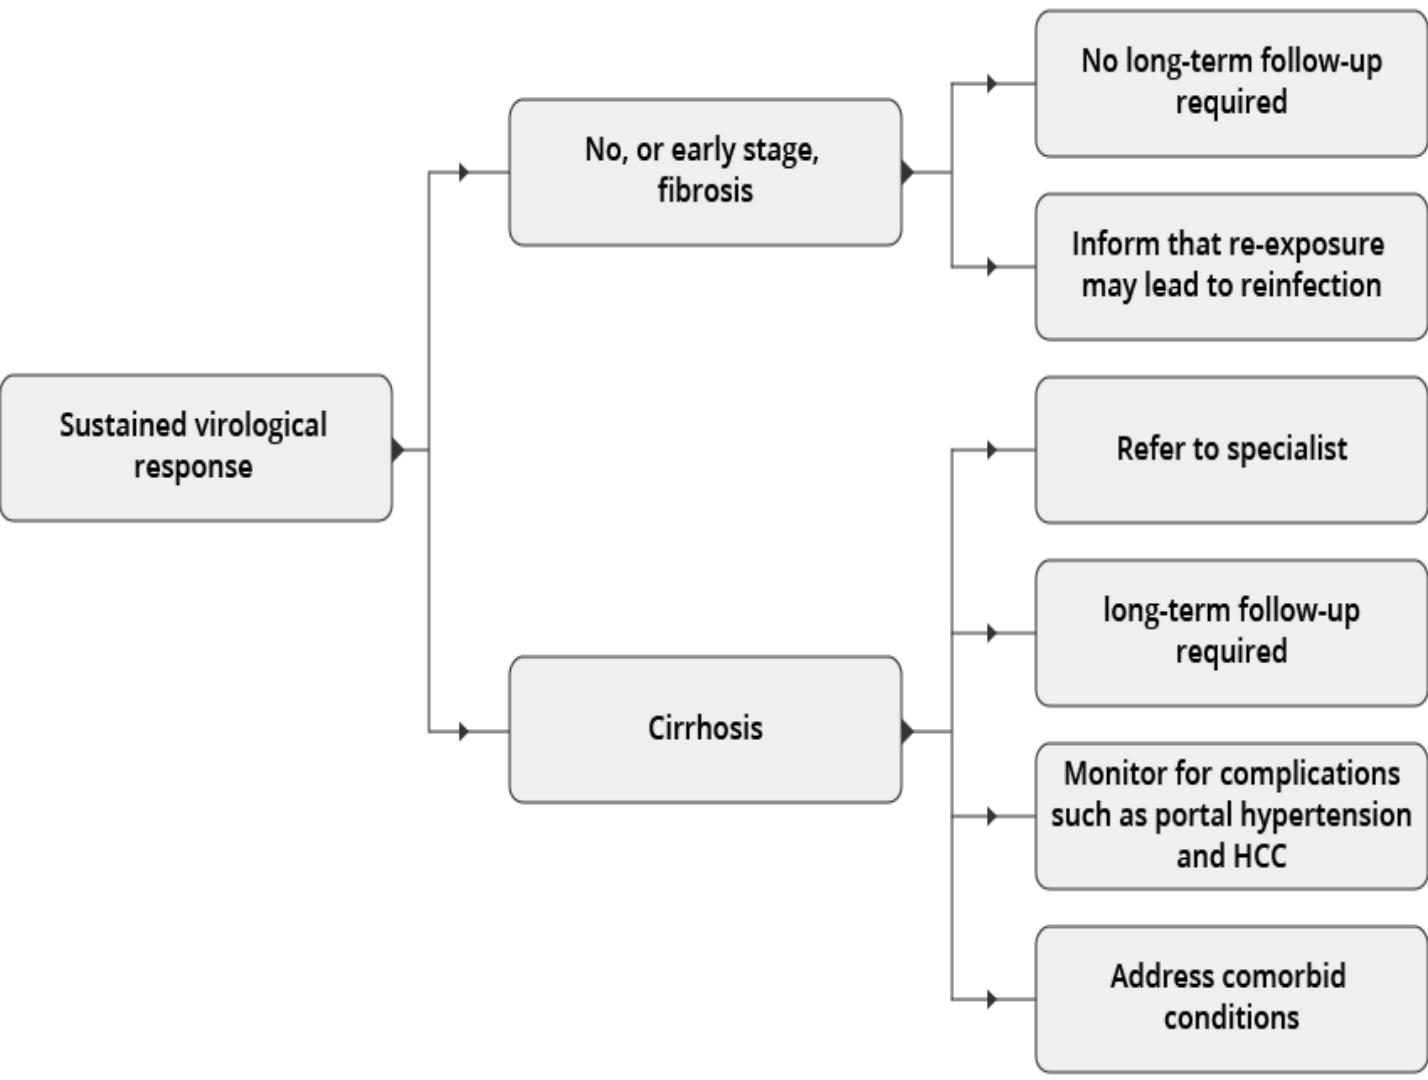 Sustained virological
response
No, or early stage,
fibrosis
No long-term follow-up
required
Inform that re-exposure
may lead to reinfection
Cirrhosis
Refer to specialist
long-term follow-up
required
Monitor for complications
such as portal hypertension
and HCC
Address comorbid
conditions